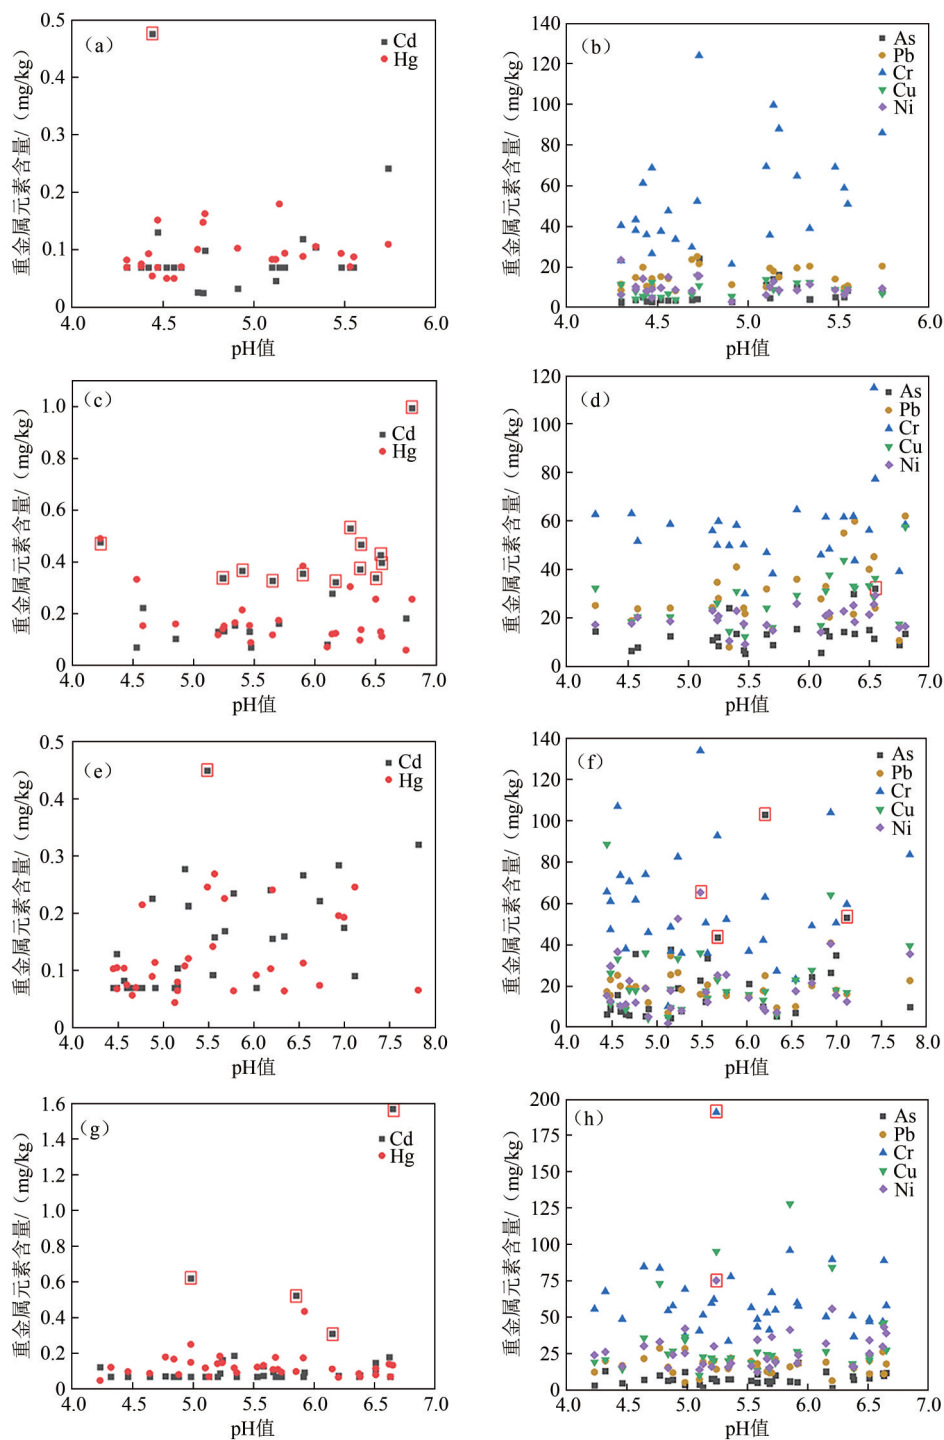 (a)
Cd
Hg
重金属元素含量/（mg/kg）
0.5
0.4
0.3
0.2
0.1
0
4.0 4.5 5.0 5.5 6.0
pH值
(b)
As
Pb
Cr
Cu
Ni
重金属元素含量/（mg/kg）
140
120
100
80
60
40
20
0
4.0 4.5 5.0 5.5 6.0
pH值
（c）
Cd
Hg
重金属元素含量/（mg/kg）
1.0
0.8
0.6
0.4
0.2
0
4.0 4.5 5.0 5.5 6.0 6.5 7.0
pH值
（d）
As
Pb
Cr
Cu
Ni
重金属元素含量/（mg/kg）
120
100
80
60
40
20
0
4.0 4.5 5.0 5.5 6.0 6.5 7.0
pH值
（e）
Cd
Hg
重金属元素含量/（mg/kg）
0.5
0.4
0.3
0.2
0.1
0
4.0 4.5 5.0 5.5 6.0 6.5 7.0 7.5 8.0
pH值
（f）
As
Pb
Cr
Cu
Ni
重金属元素含量/（mg/kg）
140
120
100
80
60
40
20
0
4.0 4.5 5.0 5.5 6.0 6.5 7.0 7.5 8.0
pH值
（g）
Cd
Hg
重金属元素含量/（mg/kg）
1.6
1.4
1.2
1.0
0.8
0.6
0.4
0.2
0
4.0 4.5 5.0 5.5 6.0 6.5 7.0
pH值
（h）
As
Pb
Cr
Cu
Ni
重金属元素含量/（mg/kg）
200
175
150
125
100
75
50
25
0
4.0 4.5 5.0 5.5 6.0 6.5 7.0
pH值